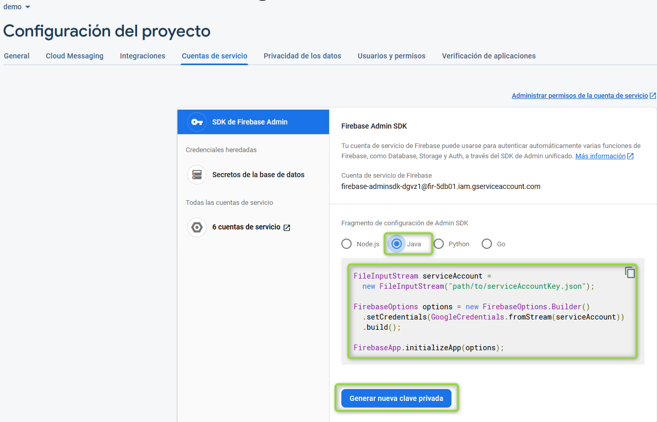 demo
Configuración del proyecto
General Cloud Messaging Integraciones Cuentas de servicio Privacidad de los datos Usuarios y permisos Verificación de aplicaciones
Administrar permisos de la cuenta de servicio
SDK de Firebase Admin
Credenciales heredadas
Secretos de la base de datos
Todas las cuentas de servicio
6 cuentas de servicio
Firebase Admin SDK
Tu cuenta de servicio de Firebase puede usarse para autenticar automáticamente varias funciones de
Firebase, como Database, Storage y Auth, a través del SDK de Admin unificado. Más información
Cuenta de servicio de Firebase
firebase-adminsdk-dgvz1@fir-5db01.iam.gserviceaccount.com
Fragmento de configuración de Admin SDK
Node.js Java Python Go
FileInputStream serviceAccount =
new FileInputStream("path/to/serviceAccountKey.json");
FirebaseOptions options = new FirebaseOptions.Builder()
.setCredentials(GoogleCredentials.fromStream(serviceAccount))
.build();
FirebaseApp.initializeApp(options);
Generar nueva clave privada